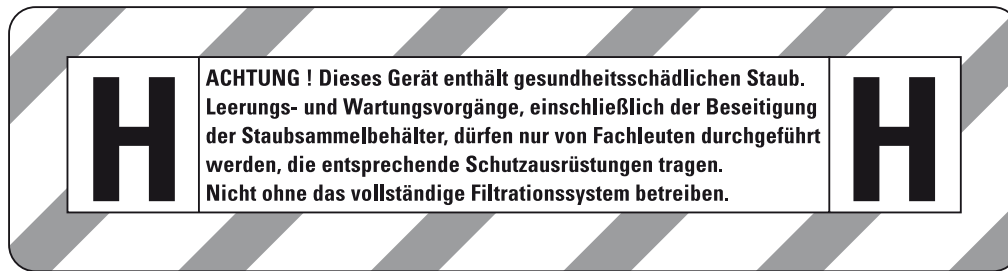 H
ACHTUNG ! Dieses Gerät enthält gesundheitsschädlichen Staub.
Leerungs- und Wartungsvorgänge, einschließlich der Beseitigung
der Staubsammelbehälter, dürfen nur von Fachleuten durchgeführt
werden, die entsprechende Schutzausrüstungen tragen.
Nicht ohne das vollständige Filtrationssystem betreiben.
H